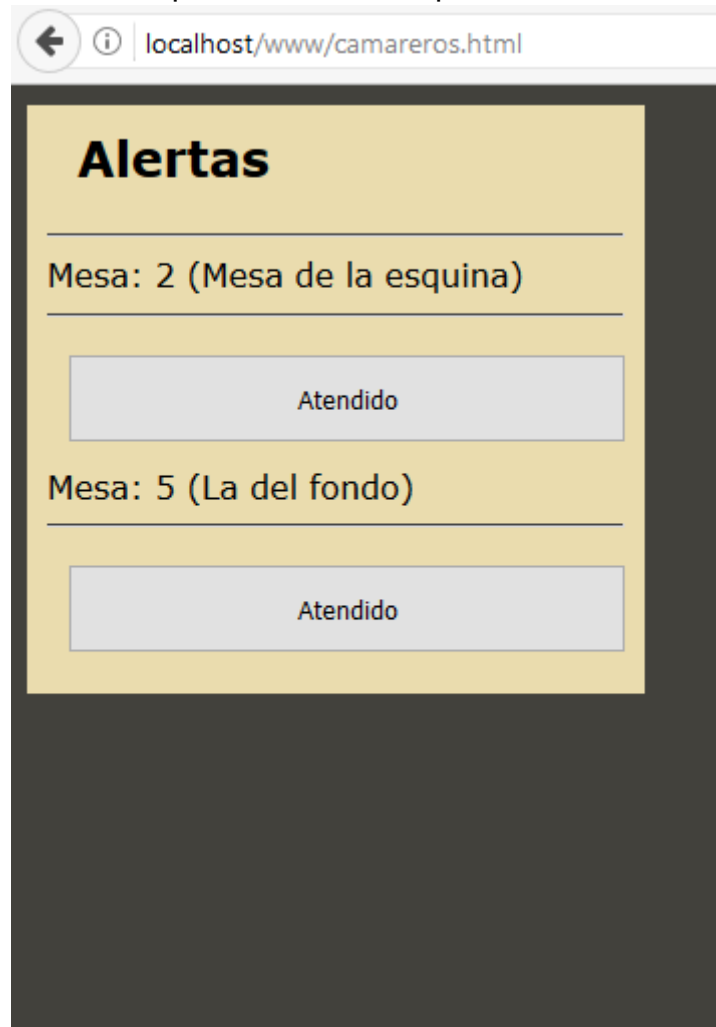 localhost/www/camareros.html
Alertas
Mesa: 2 (Mesa de la esquina)
Atendido
Mesa: 5 (La del fondo)
Atendido